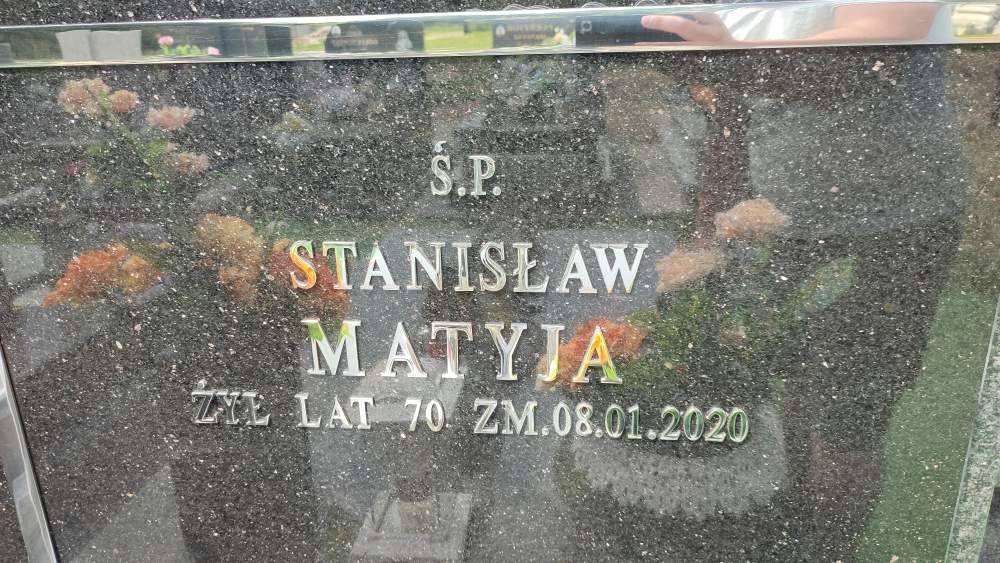 Ś.P.
STANISŁAW
MATYJA
ŻYŁ LAT 70 ZM.08.01.2020